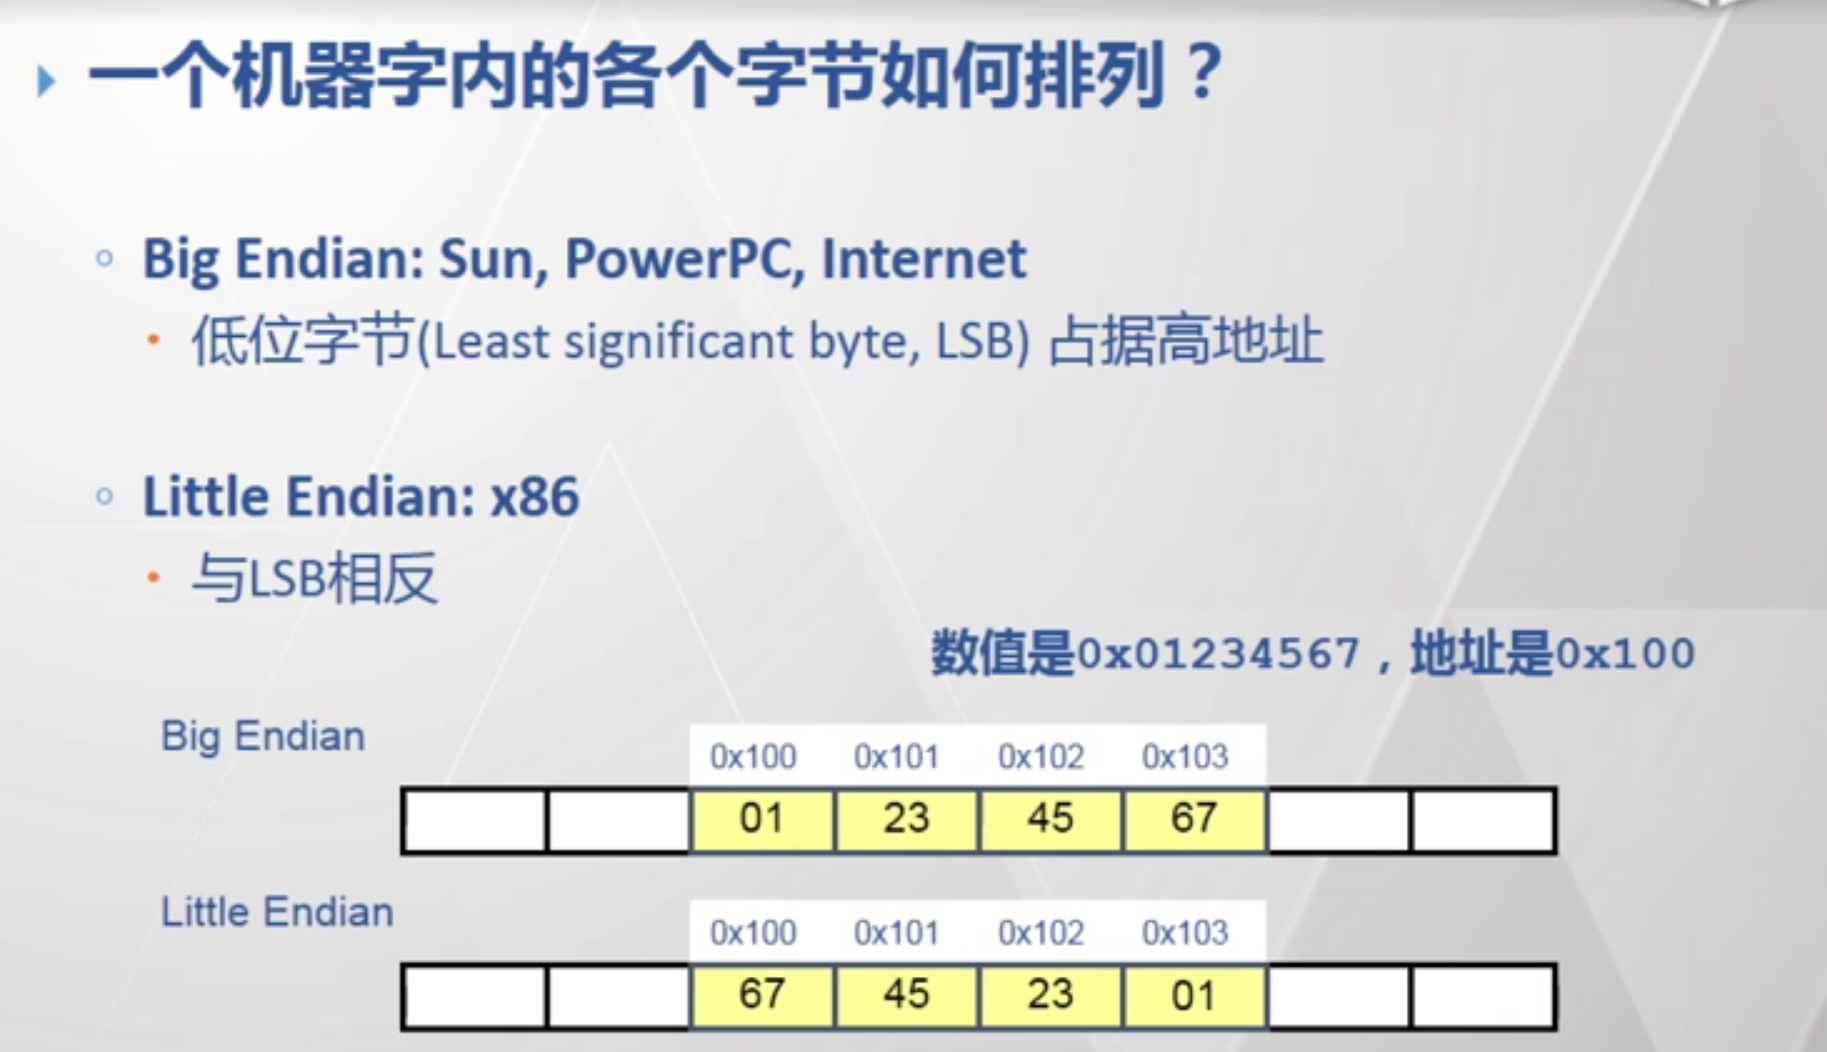 一个机器字内的各个字节如何排列？
Big Endian: Sun, PowerPC, Internet
低位字节(Least significant byte, LSB) 占据高地址
Little Endian: x86
与LSB相反
数值是0x01234567，地址是0x100
Big Endian
0x100 0x101 0x102 0x103
01 23 45 67
Little Endian
0x100 0x101 0x102 0x103
67 45 23 01